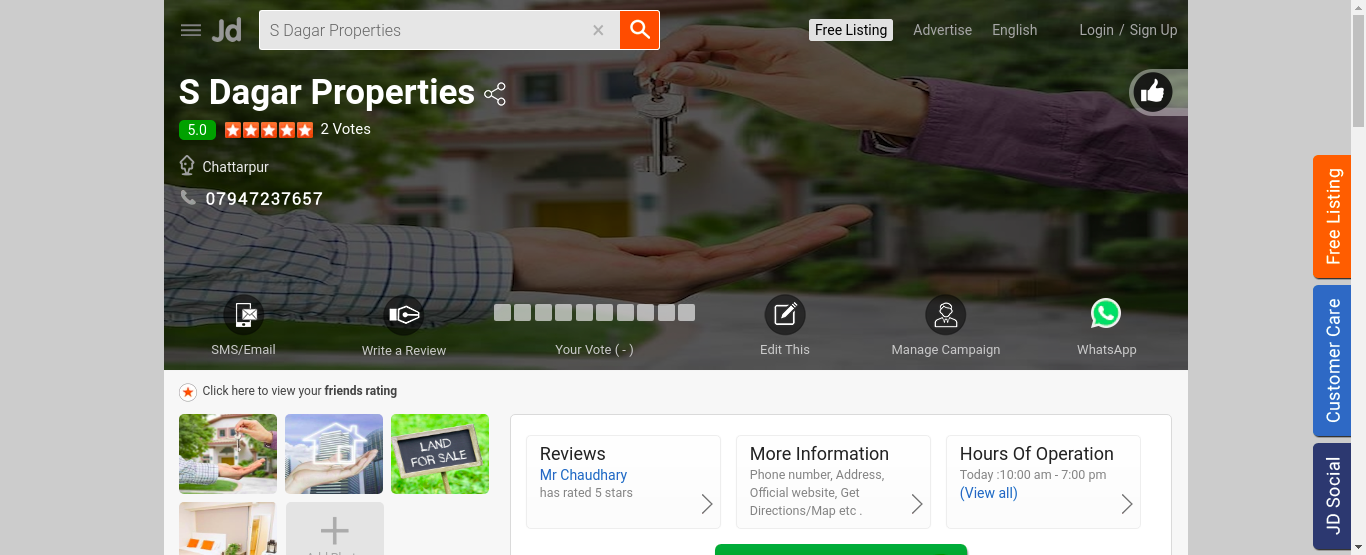 Jd
S Dagar Properties
Free Listing
Advertise
English
Login / Sign Up
S Dagar Properties
5.0
2 Votes
Chattarpur
07947237657
SMS/Email
Write a Review
Your Vote ( - )
Edit This
Manage Campaign
WhatsApp
Free Listing
Customer Care
JD Social
Click here to view your friends rating
LAND
FOR SALE
Reviews
Mr Chaudhary
has rated 5 stars
More Information
Phone number, Address,
Official website, Get
Directions/Map etc .
Hours Of Operation
Today :10:00 am - 7:00 pm
(View all)